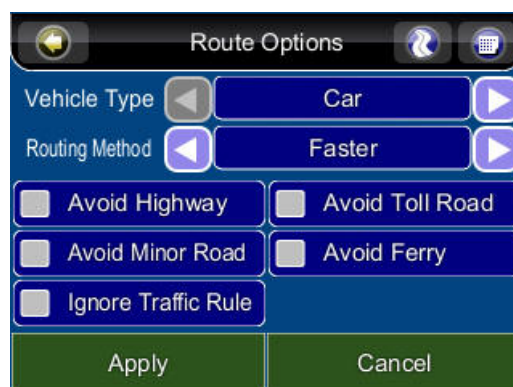 Route Options
Vehicle Type Car
Routing Method Faster
Avoid Highway Avoid Toll Road
Avoid Minor Road Avoid Ferry
Ignore Traffic Rule
Apply Cancel